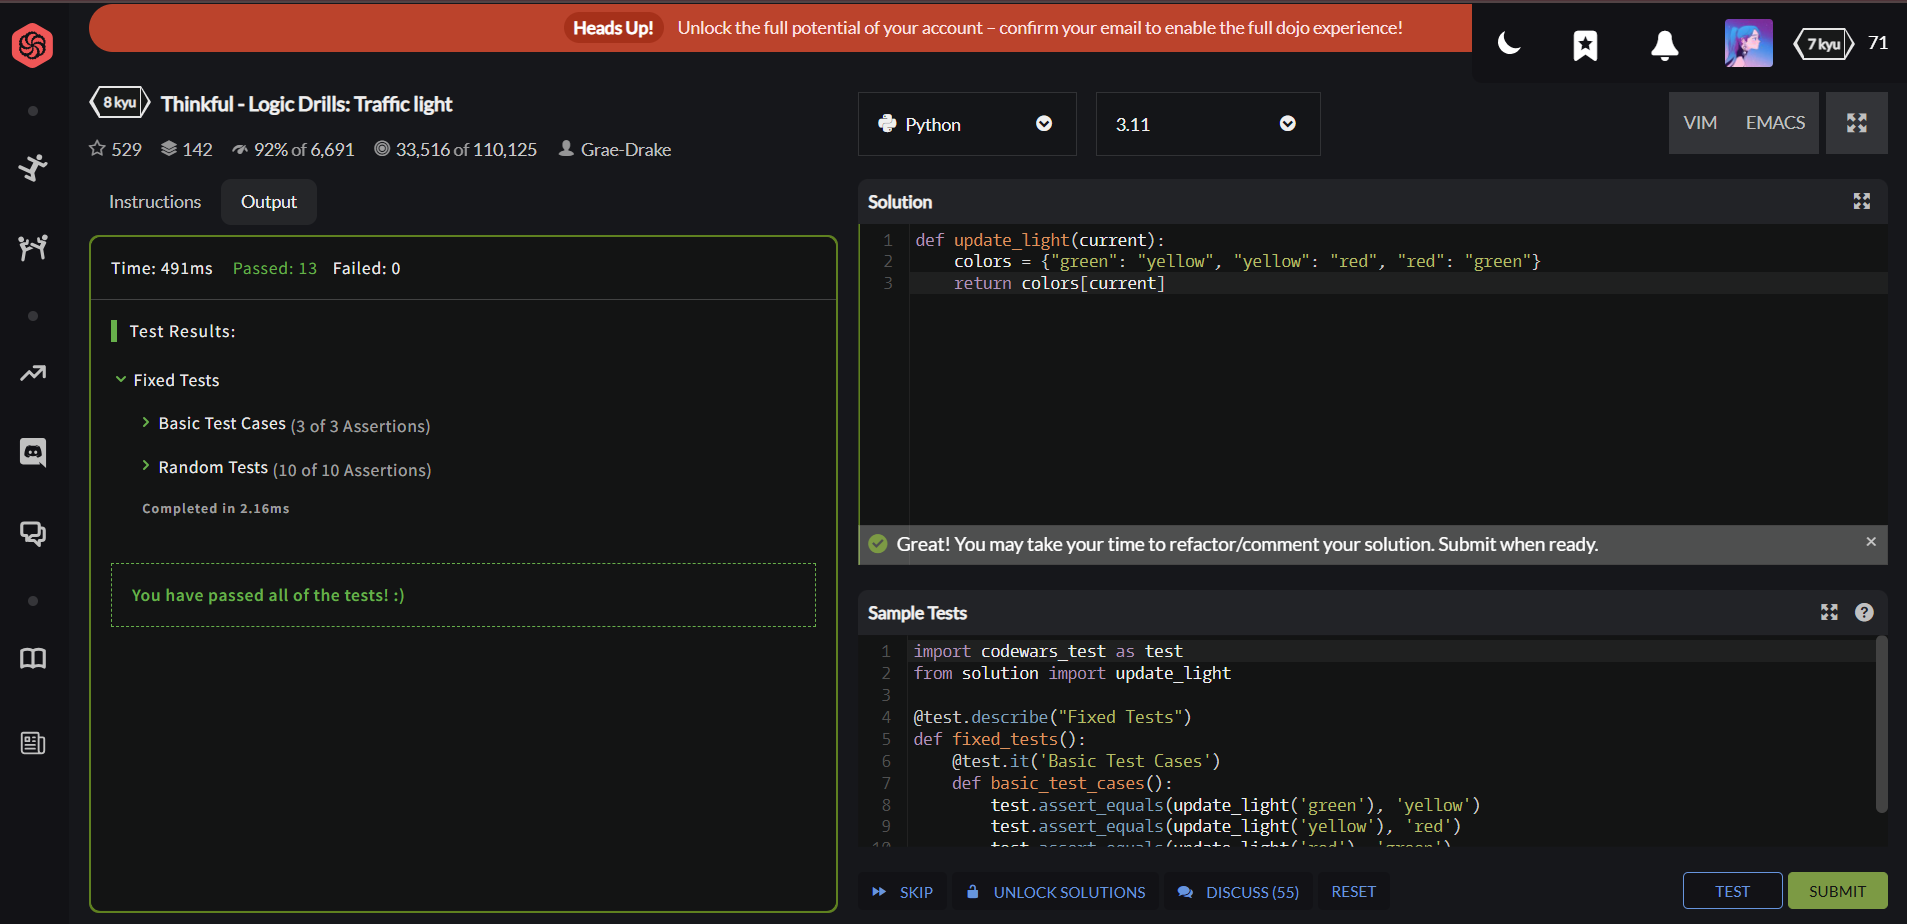 Heads Up! Unlock the full potential of your account – confirm your email to enable the full dojo experience!
7 kyu 71
8 kyu Thinkful - Logic Drills: Traffic light
529 142 92% of 6,691 33,516 of 110,125 Grae-Drake
Python 3.11 VIM EMACS
Instructions Output
Time: 491ms Passed: 13 Failed: 0
Test Results:
Fixed Tests
Basic Test Cases (3 of 3 Assertions)
Random Tests (10 of 10 Assertions)
Completed in 2.16ms
You have passed all of the tests! :)
Solution
1 def update_light(current):
2     colors = {"green": "yellow", "yellow": "red", "red": "green"}
3     return colors[current]
Great! You may take your time to refactor/comment your solution. Submit when ready. ×
Sample Tests ?
1 import codewars_test as test
2 from solution import update_light
3
4 @test.describe("Fixed Tests")
5 def fixed_tests():
6     @test.it('Basic Test Cases')
7     def basic_test_cases():
8         test.assert_equals(update_light('green'), 'yellow')
9         test.assert_equals(update_light('yellow'), 'red')
10         test.assert_equals(update_light('red'), 'green')
SKIP UNLOCK SOLUTIONS DISCUSS (55) RESET TEST SUBMIT